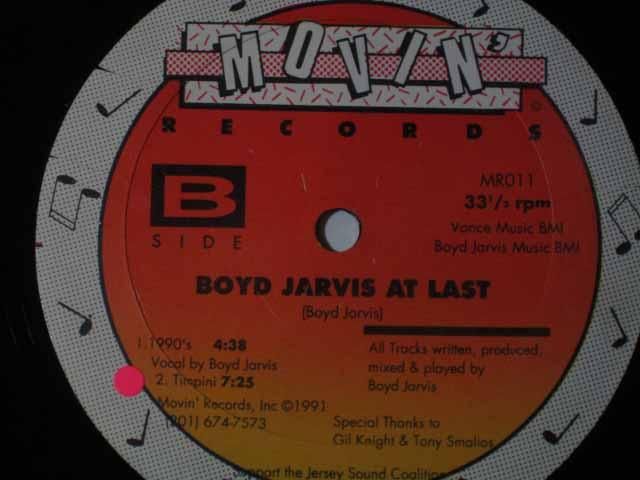 MOVIN'
RECORDS
B
SIDE
MR011
33⅓ rpm
Vance Music BMI
Boyd Jarvis Music BMI
BOYD JARVIS AT LAST
(Boyd Jarvis)
1. 1990's 4:38
Vocal by Boyd Jarvis
2. Timpini 7:25
Movin' Records, Inc ©1991
(201) 674-7573
All Tracks written, produced,
mixed & played by
Boyd Jarvis
Special Thanks to
Gil Knight & Tony Smalios
Support the Jersey Sound Coalition